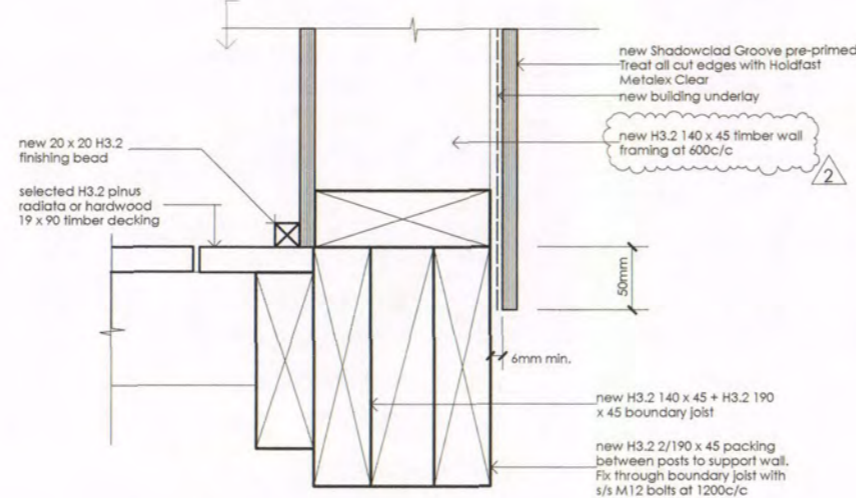 new Shadowclad Groove pre-primed
Treat all cut edges with Holdfast
Metalex Clear
new building underlay
new H3.2 140 x 45 timber wall
framing at 600c/c
2
new 20 x 20 H3.2
finishing bead
selected H3.2 pinus
radiata or hardwood
19 x 90 timber decking
50mm
6mm min.
new H3.2 140 x 45 + H3.2 190
x 45 boundary joist
new H3.2 2/190 x 45 packing
between posts to support wall.
Fix through boundary joist with
s/s M12 bolts at 1200c/c